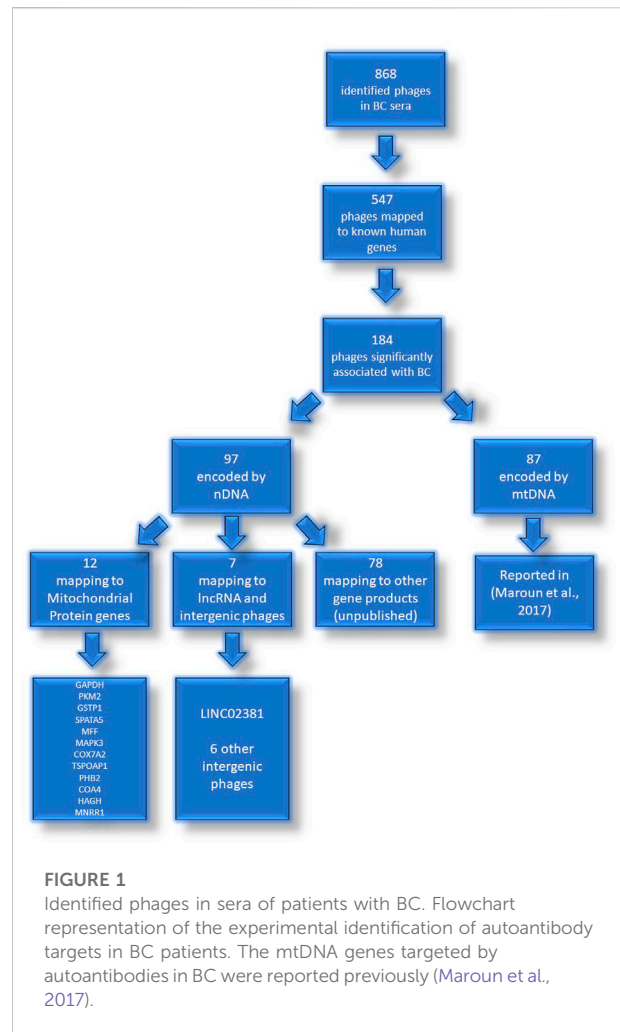 868
identified phages
in BC sera
547
phages mapped
to known human
genes
184
phages significantly
associated with BC
97
encoded by
nDNA
87
encoded by
mtDNA
12
mapping to
Mitochondrial
Protein genes
7
mapping to
lncRNA and
intergenic phages
78
mapping to other
gene products
(unpublished)
Reported in
(Maroun et al.,
2017)
GAPDH
PKM2
GSTP1
SPATA5
MFF
MAPK3
COX7A2
TSPOAP1
PHB2
COA4
HAGH
MNRR1
LINC02381
6 other
intergenic
phages
FIGURE 1
Identified phages in sera of patients with BC. Flowchart
representation of the experimental identification of autoantibody
targets in BC patients. The mtDNA genes targeted by
autoantibodies in BC were reported previously (Maroun et al.,
2017).